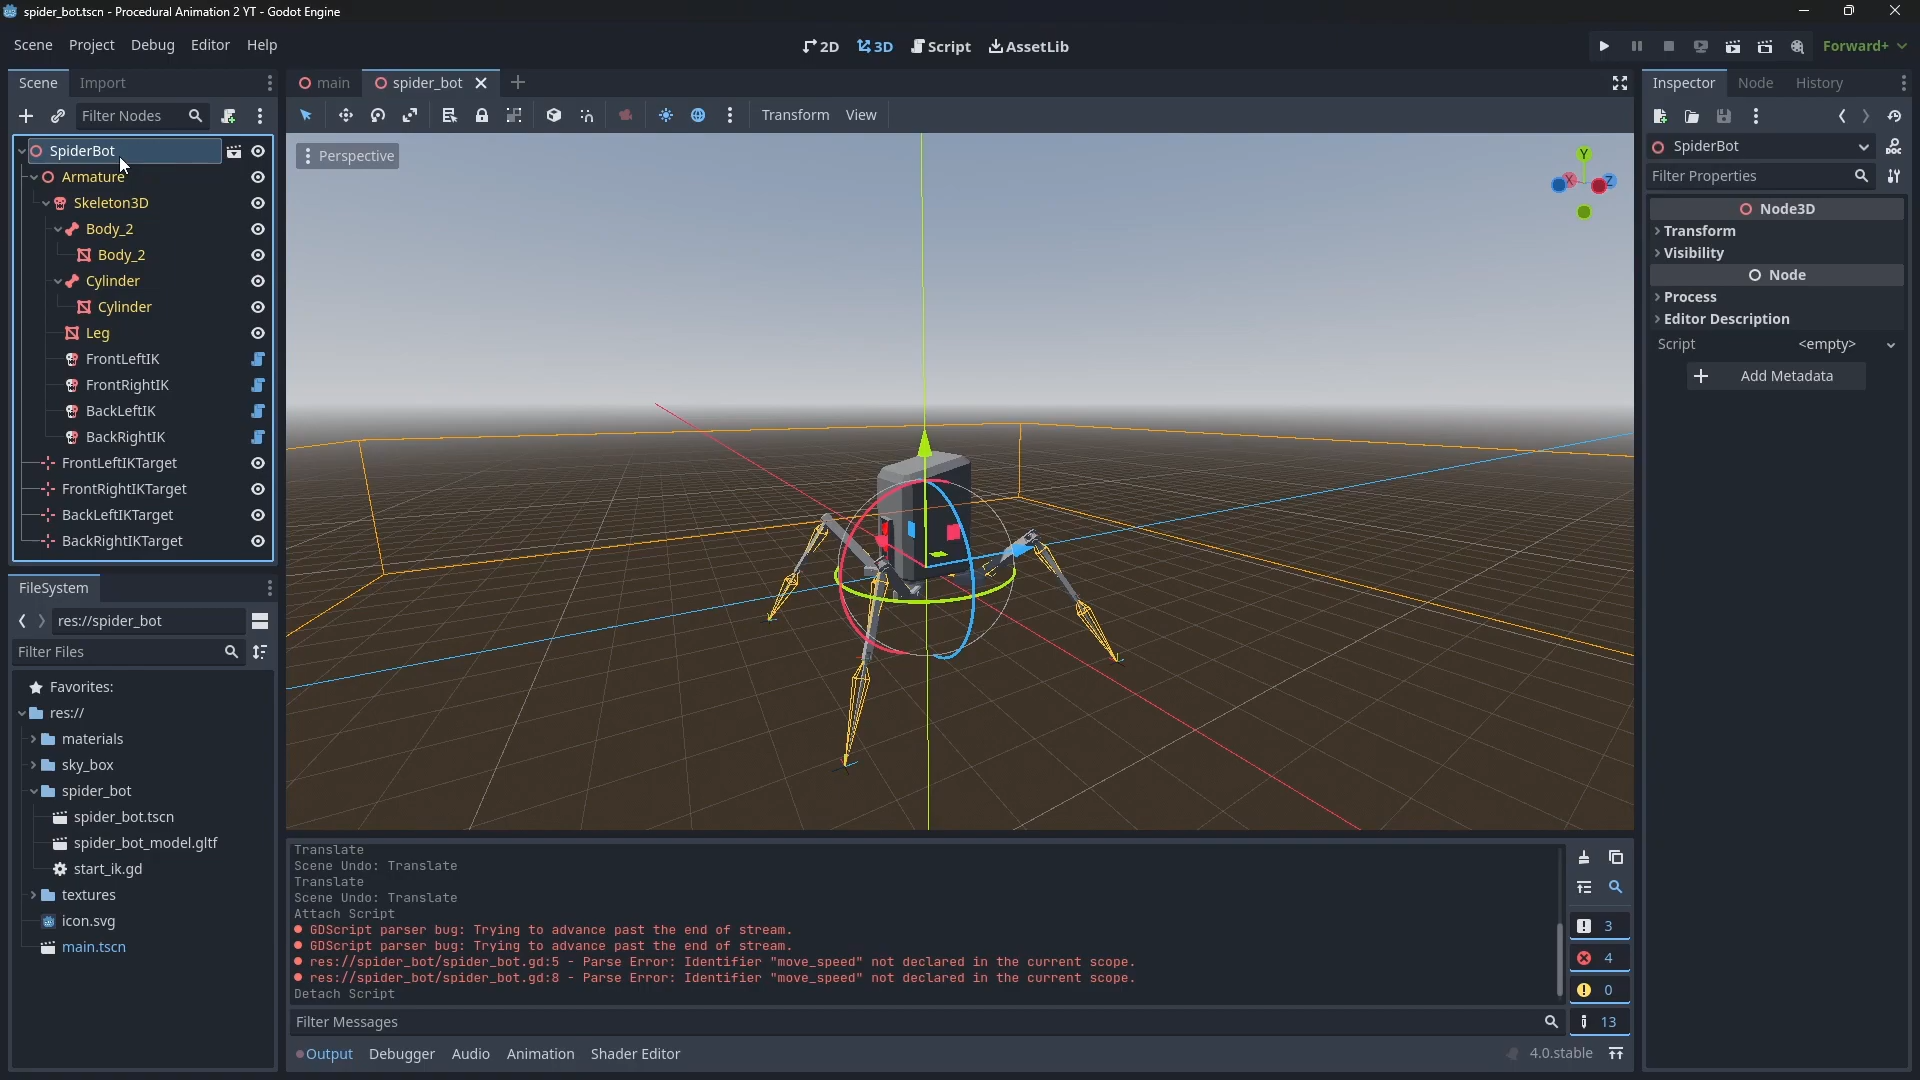 spider_bot.tscn - Procedural Animation 2 YT - Godot Engine
Scene Project Debug Editor Help
2D 3D Script AssetLib
Forward+
Scene Import
main spider_bot
Inspector Node History
Filter Nodes
Transform View
SpiderBot
Armature
Skeleton3D
Body_2
Body_2
Cylinder
Cylinder
Leg
FrontLeftIK
FrontRightIK
BackLeftIK
BackRightIK
FrontLeftIKTarget
FrontRightIKTarget
BackLeftIKTarget
BackRightIKTarget
Perspective
Y
X
Z
SpiderBot
Filter Properties
Node3D
Transform
Visibility
Node
Process
Editor Description
Script <empty>
Add Metadata
FileSystem
res://spider_bot
Filter Files
Favorites:
res://
materials
sky_box
spider_bot
spider_bot.tscn
spider_bot_model.gltf
start_ik.gd
textures
icon.svg
main.tscn
Translate
Scene Undo: Translate
Translate
Scene Undo: Translate
Attach Script
GDScript parser bug: Trying to advance past the end of stream.
GDScript parser bug: Trying to advance past the end of stream.
res://spider_bot/spider_bot.gd:5 - Parse Error: Identifier "move_speed" not declared in the current scope.
res://spider_bot/spider_bot.gd:8 - Parse Error: Identifier "move_speed" not declared in the current scope.
Detach Script
3
4
0
13
Filter Messages
Output Debugger Audio Animation Shader Editor
4.0.stable